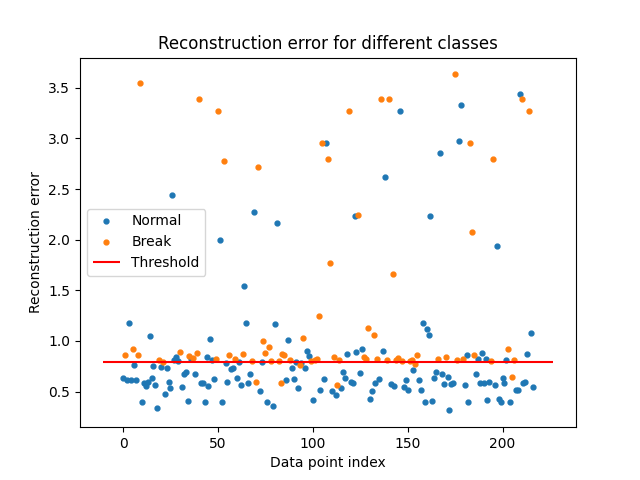 Reconstruction error for different classes
Reconstruction error
3.5
3.0
2.5
2.0
1.5
1.0
0.5
Normal
Break
Threshold
0 50 100 150 200
Data point index